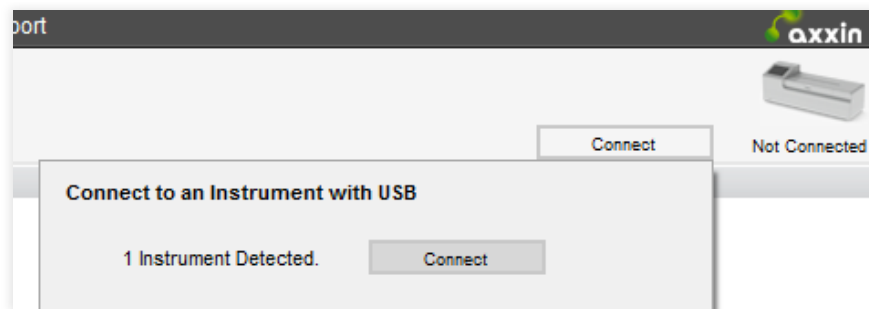 port
axxin
Connect
Not Connected
Connect to an Instrument with USB
1 Instrument Detected.
Connect